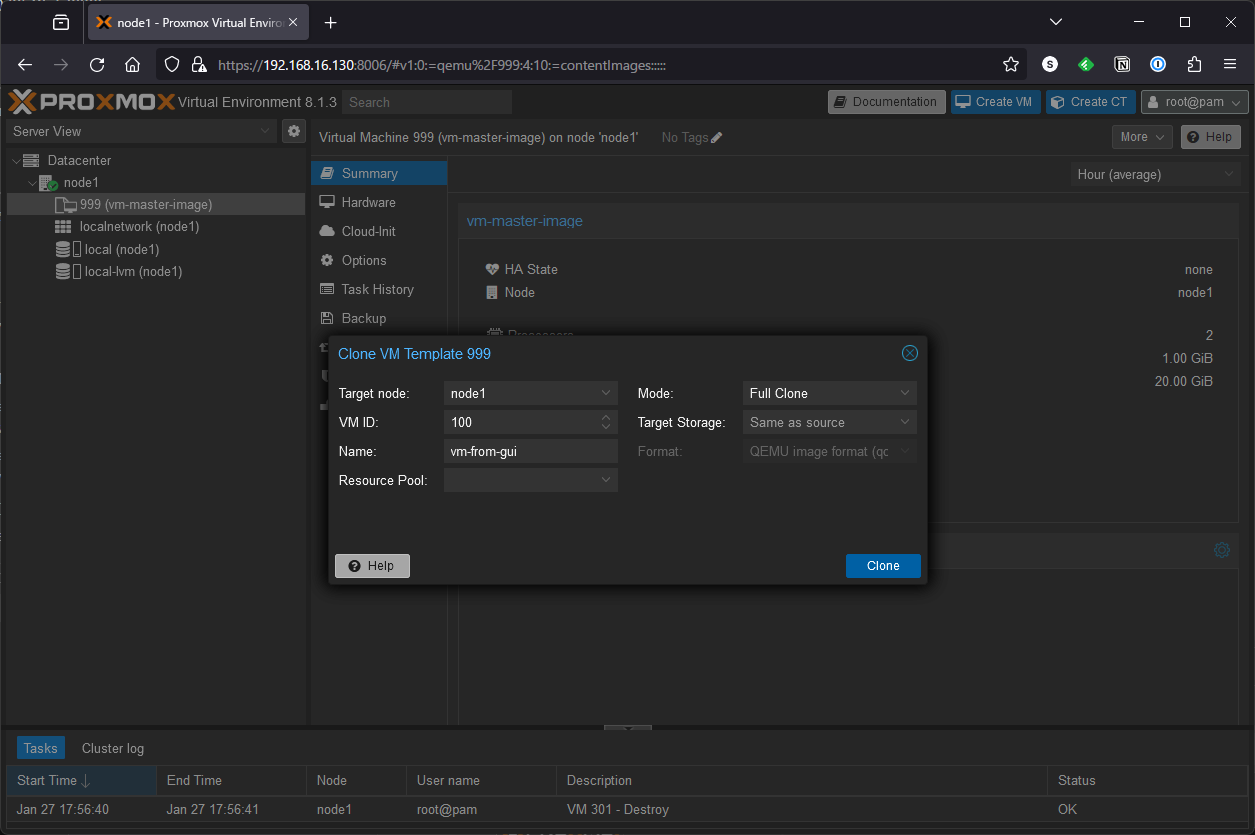 node1 - Proxmox Virtual Enviro
https://192.168.16.130:8006/#v1:0:=qemu%2F999:4:10:=contentImages:::::
PROXMOX Virtual Environment 8.1.3 Search Documentation Create VM Create CT root@pam
Server View
Virtual Machine 999 (vm-master-image) on node 'node1' No Tags More Help
Datacenter
node1
999 (vm-master-image)
localnetwork (node1)
local (node1)
local-lvm (node1)
Summary
Hardware
Cloud-Init
Options
Task History
Backup
Hour (average)
vm-master-image
HA State none
Node node1
Processors 2
1.00 GiB
20.00 GiB
Clone VM Template 999
Target node: node1 Mode: Full Clone
VM ID: 100 Target Storage: Same as source
Name: vm-from-gui Format: QEMU image format (qc
Resource Pool:
Help Clone
Tasks Cluster log
Start Time End Time Node User name Description Status
Jan 27 17:56:40 Jan 27 17:56:41 node1 root@pam VM 301 - Destroy OK